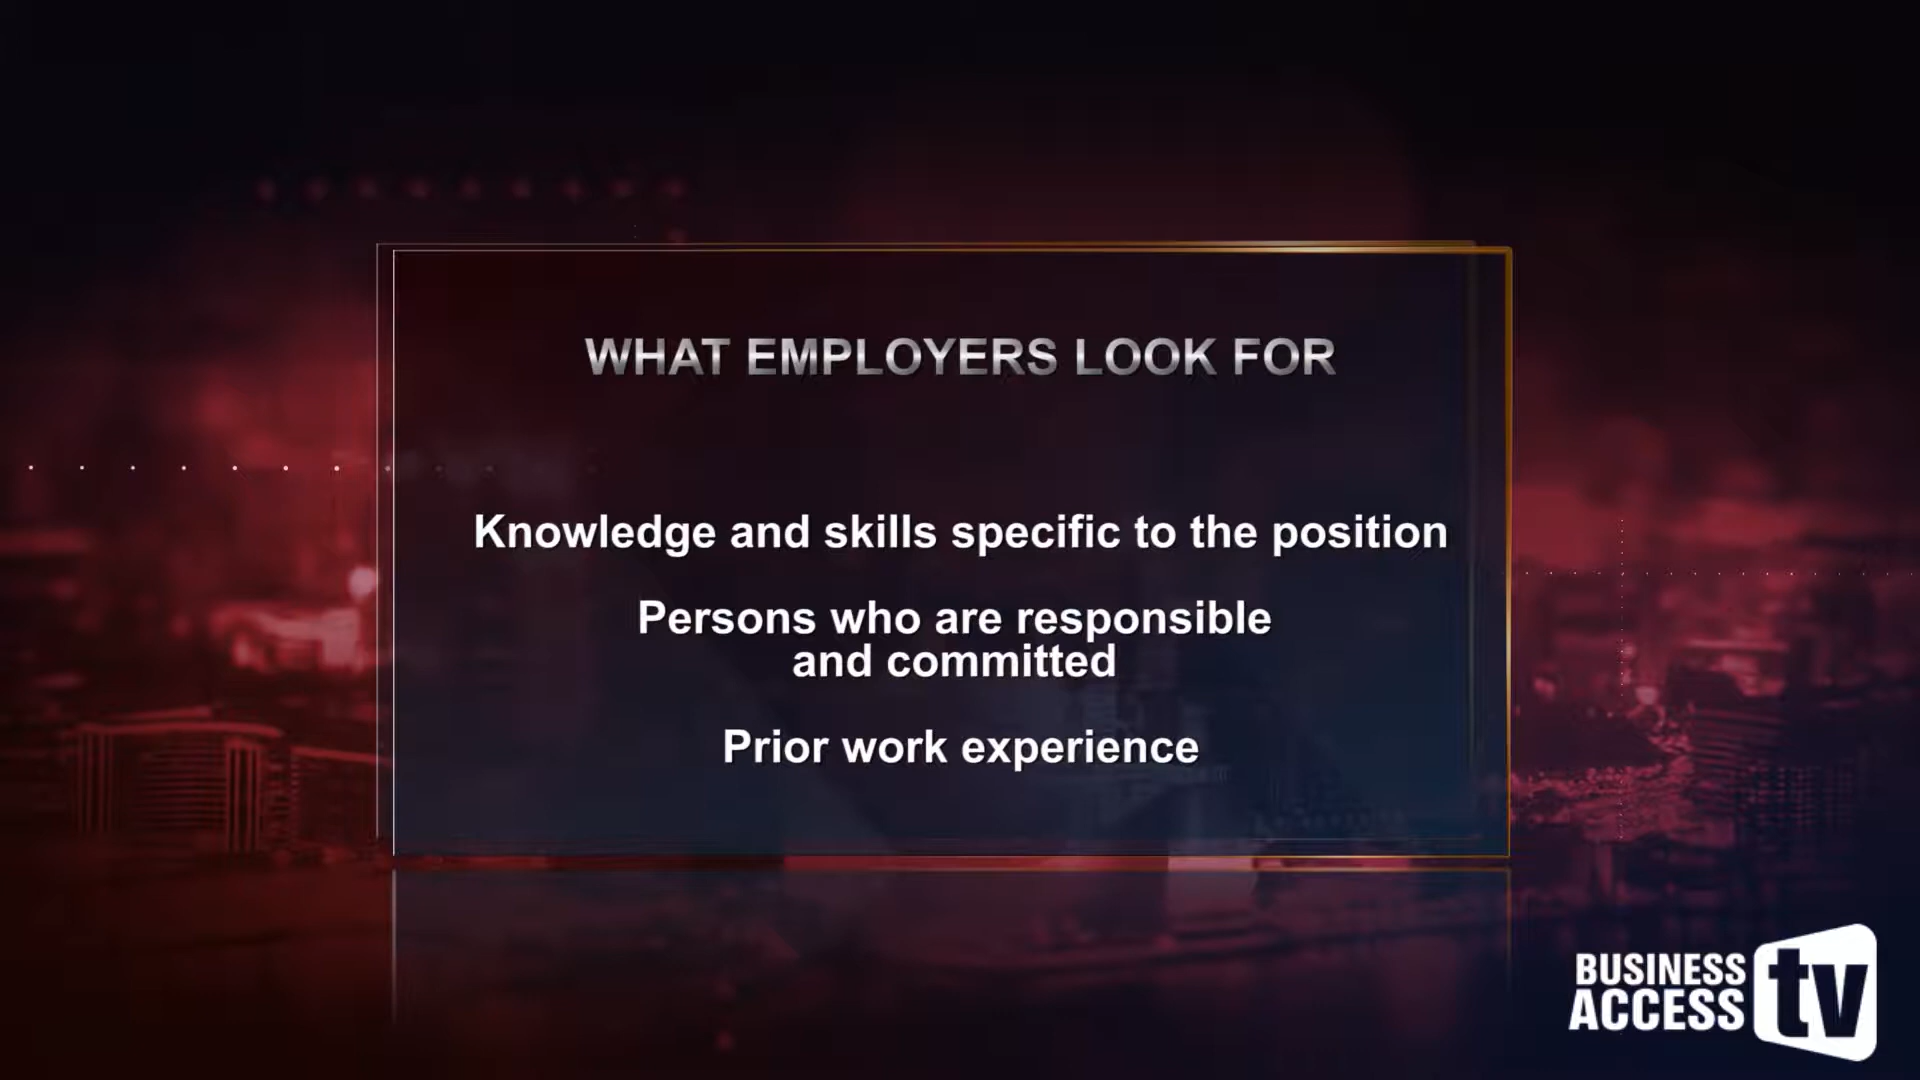 WHAT EMPLOYERS LOOK FOR
Knowledge and skills specific to the position
Persons who are responsible
and committed
Prior work experience
BUSINESS
ACCESS
tv